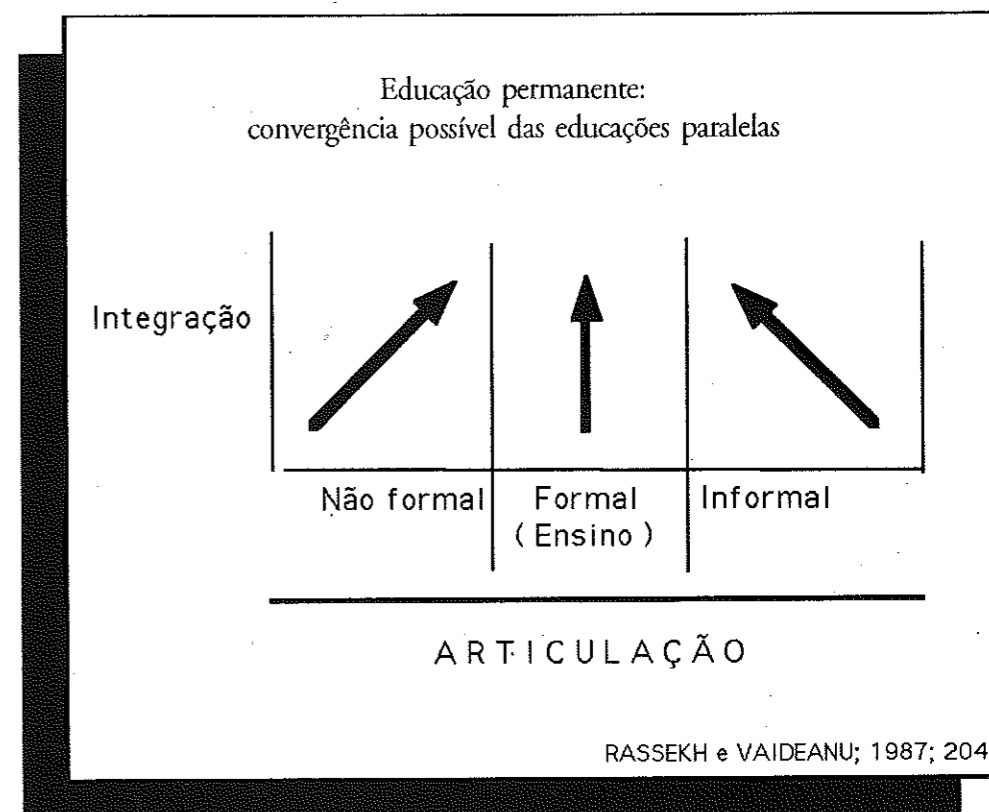 Educação permanente:
convergência possível das educações paralelas
Integração
Não formal
Formal
(Ensino)
Informal
ARTICULAÇÃO
RASSEKH e VAIDEANU; 1987; 204